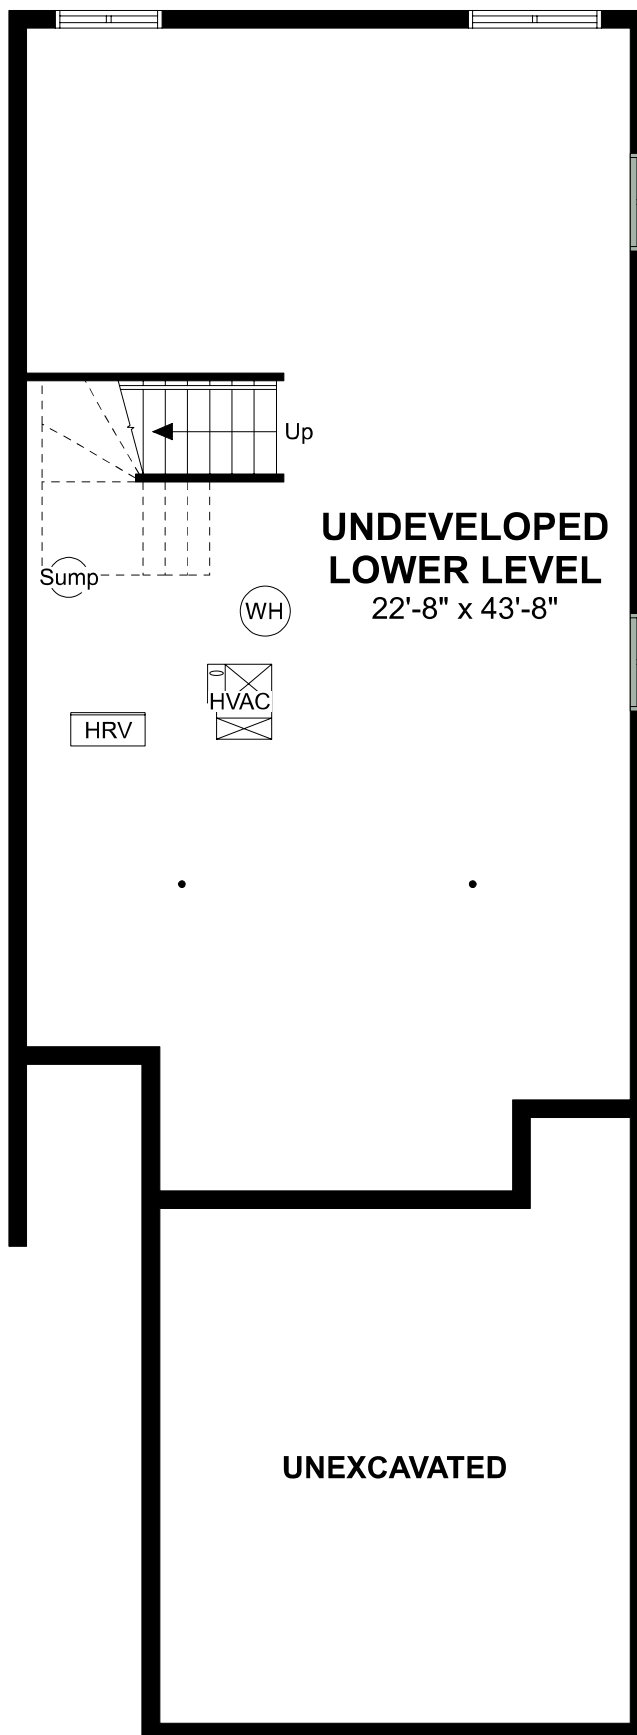 Up
UNDEVELOPED
LOWER LEVEL
22'-8" x 43'-8"
Sump
WH
HVAC
HRV
UNEXCAVATED